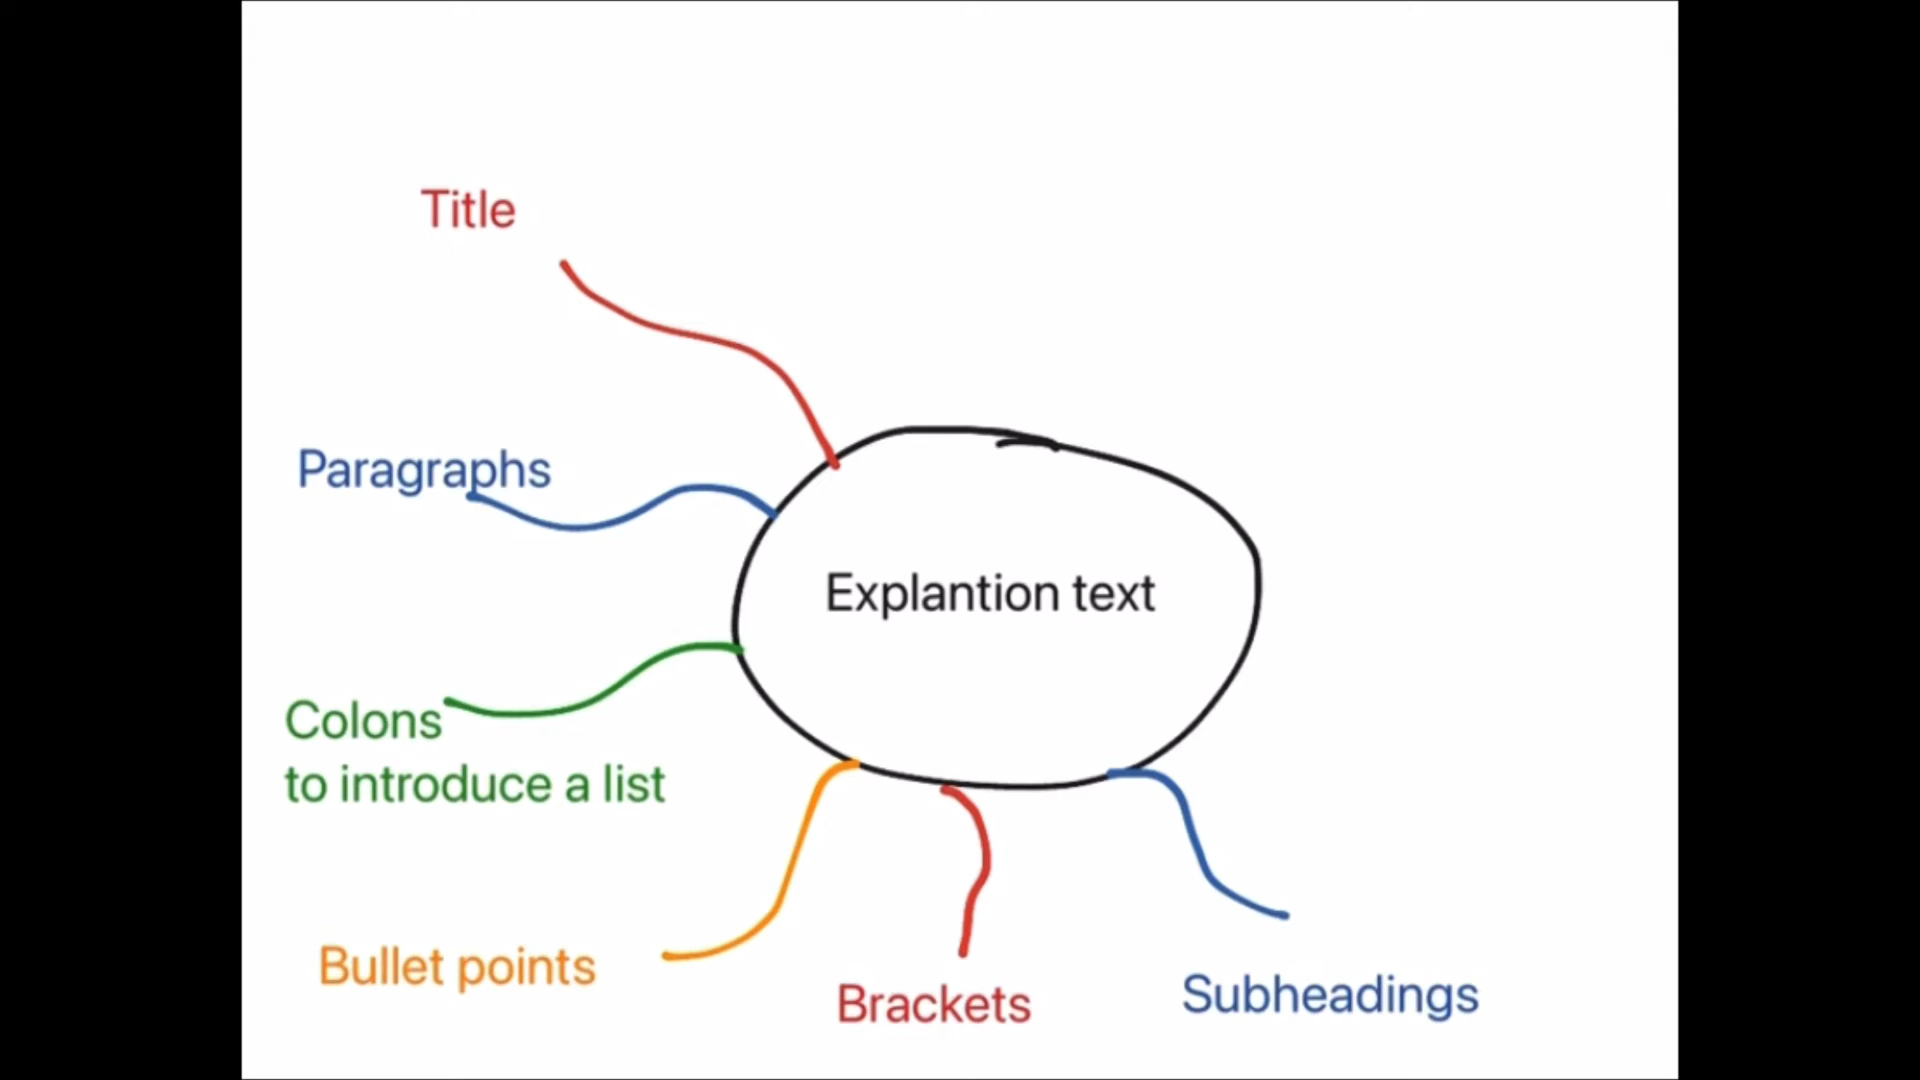 Title
Paragraphs
Explantion text
Colons
to introduce a list
Bullet points
Brackets
Subheadings